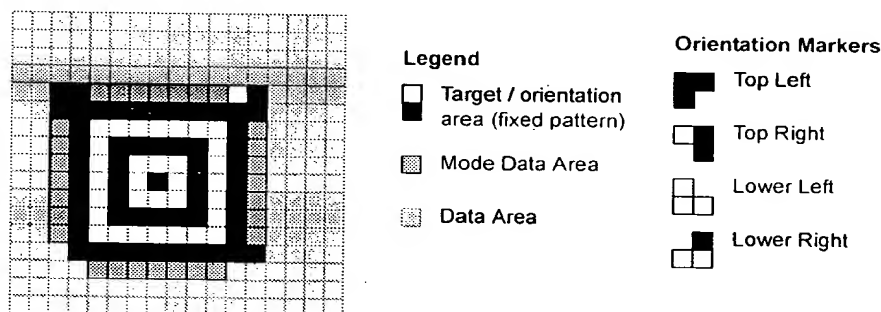 Legend
Target / orientation
area (fixed pattern)
Mode Data Area
Data Area
Orientation Markers
Top Left
Top Right
Lower Left
Lower Right